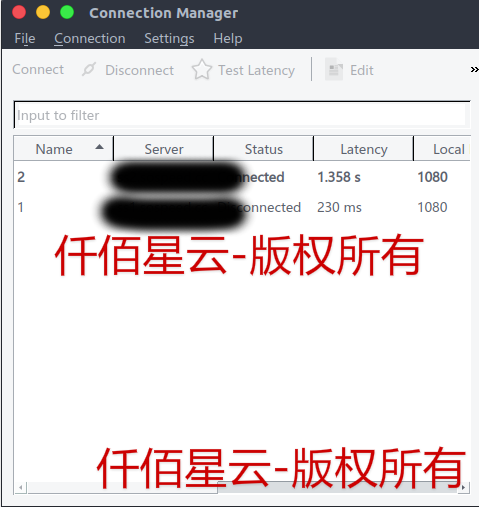 Connection Manager
File Connection Settings Help
Connect Disconnect Test Latency Edit »
Input to filter
Name Server Status Latency Local
2 nnected 1.358 s 1080
1 connected 230 ms 1080
仟佰星云-版权所有
仟佰星云-版权所有